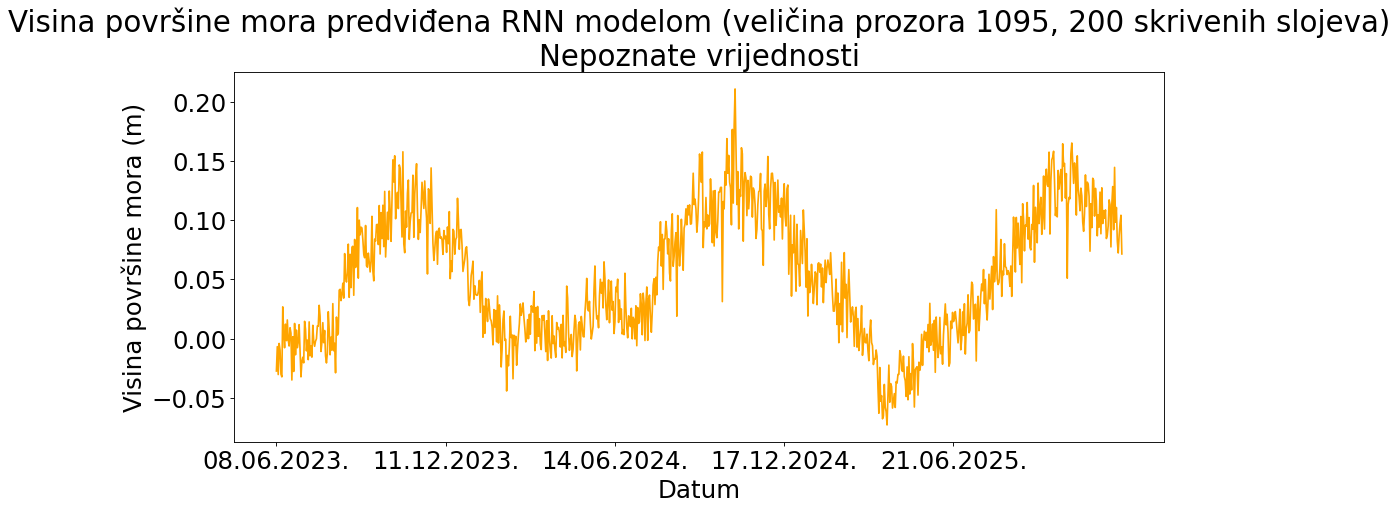 Visina površine mora predviđena RNN modelom (veličina prozora 1095, 200 skrivenih slojeva)
Nepoznate vrijednosti
Visina površine mora (m)
0.20
0.15
0.10
0.05
0.00
−0.05
08.06.2023. 11.12.2023. 14.06.2024. 17.12.2024. 21.06.2025.
Datum